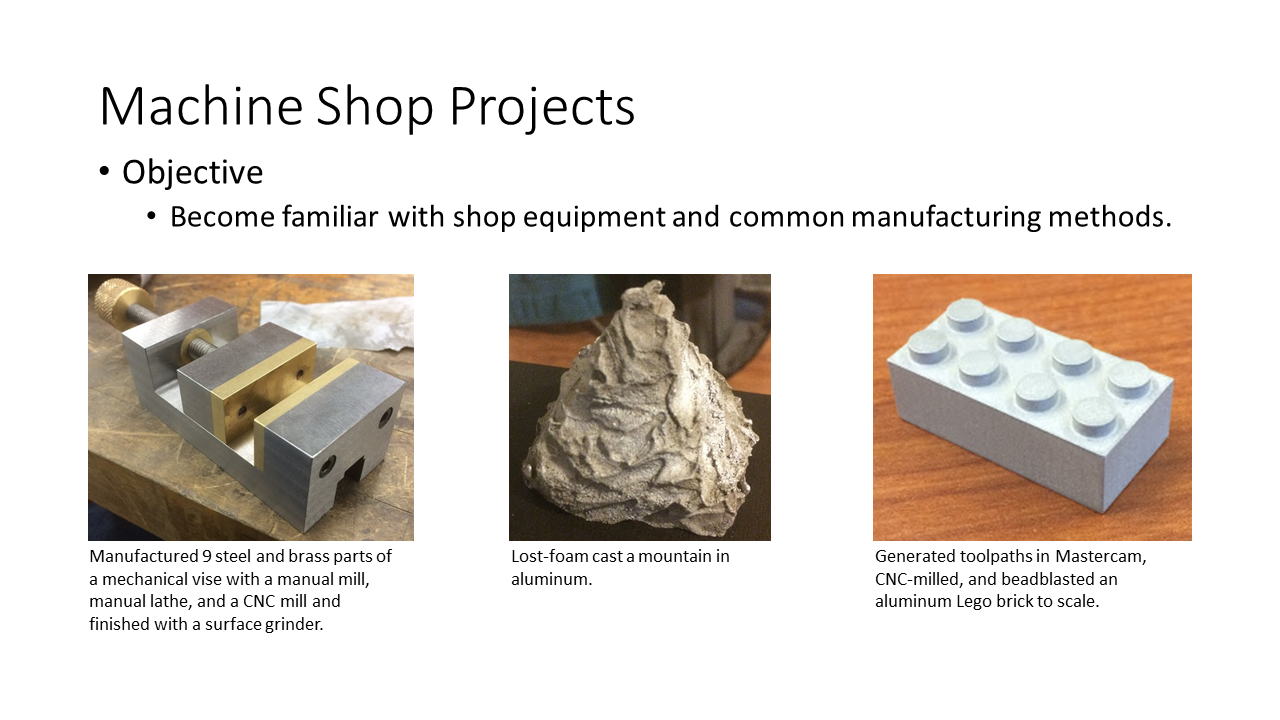 Machine Shop Projects
• Objective
• Become familiar with shop equipment and common manufacturing methods.
Manufactured 9 steel and brass parts of
a mechanical vise with a manual mill,
manual lathe, and a CNC mill and
finished with a surface grinder.
Lost-foam cast a mountain in
aluminum.
Generated toolpaths in Mastercam,
CNC-milled, and beadblasted an
aluminum Lego brick to scale.